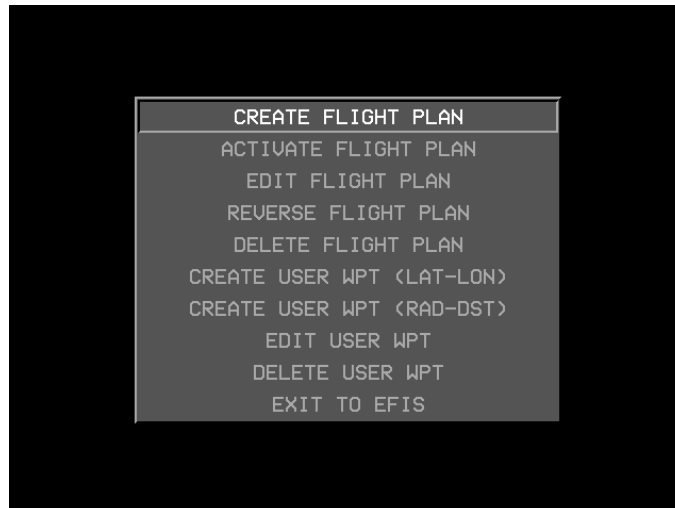 CREATE FLIGHT PLAN
ACTIVATE FLIGHT PLAN
EDIT FLIGHT PLAN
REVERSE FLIGHT PLAN
DELETE FLIGHT PLAN
CREATE USER WPT (LAT-LON)
CREATE USER WPT (RAD-DST)
EDIT USER WPT
DELETE USER WPT
EXIT TO EFIS